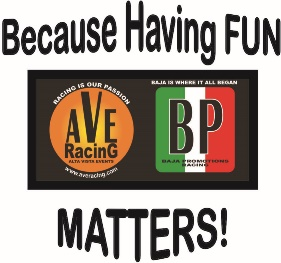 Because Having FUN
RACING IS OUR PASSION
AVE
RacinG
ALTA VISTA EVENTS
www.averacing.com
BAJA IS WHERE IT ALL BEGAN
BP
BAJA PROMOTIONS
RACING
MATTERS!